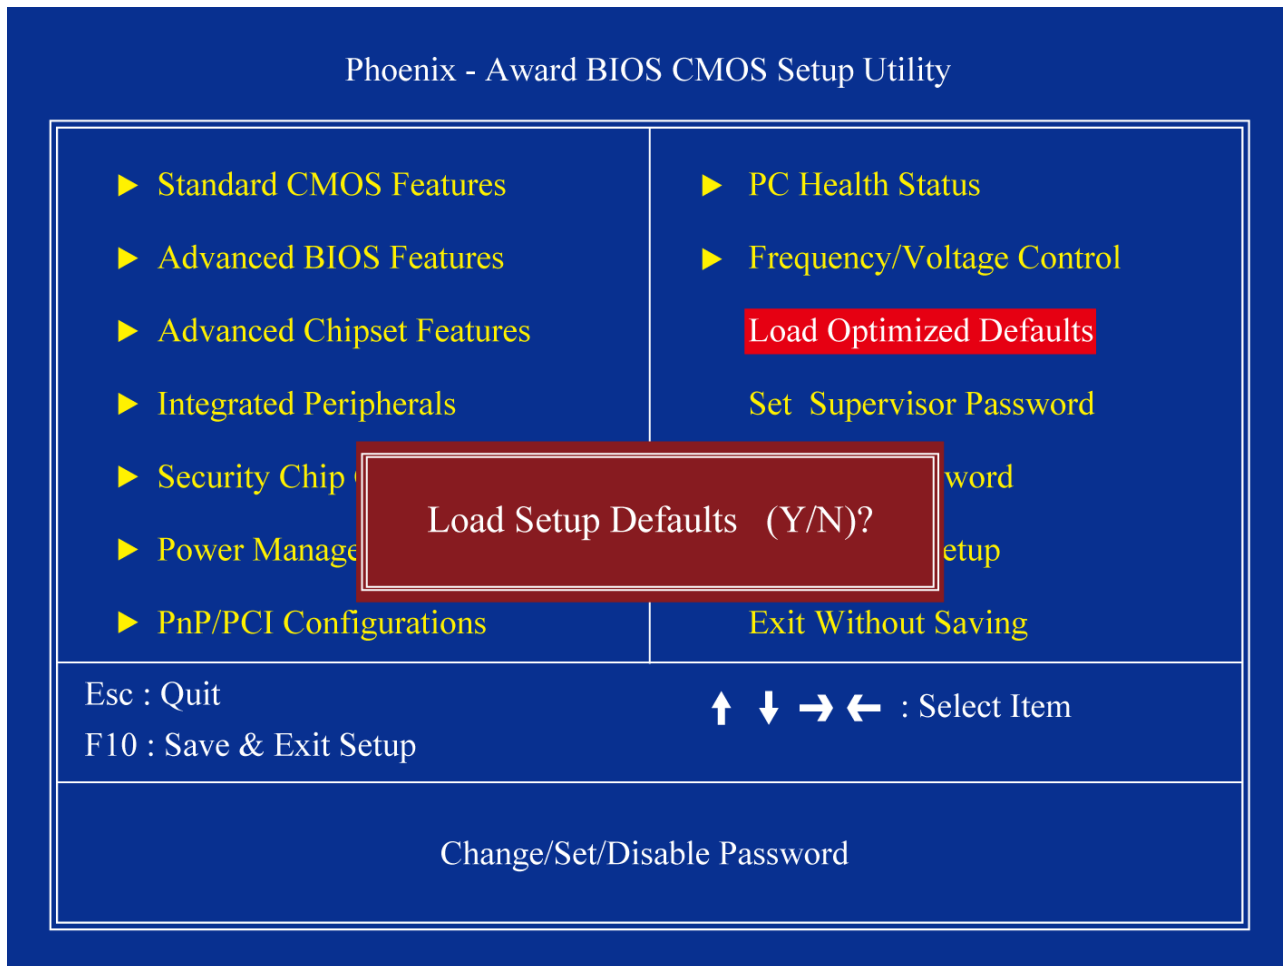 Phoenix - Award BIOS CMOS Setup Utility
Standard CMOS Features
Advanced BIOS Features
Advanced Chipset Features
Integrated Peripherals
Security Chip
Power Manage
PnP/PCI Configurations
PC Health Status
Frequency/Voltage Control
Load Optimized Defaults
Set Supervisor Password
word
etup
Exit Without Saving
Load Setup Defaults (Y/N)?
Esc : Quit
F10 : Save & Exit Setup
: Select Item
Change/Set/Disable Password